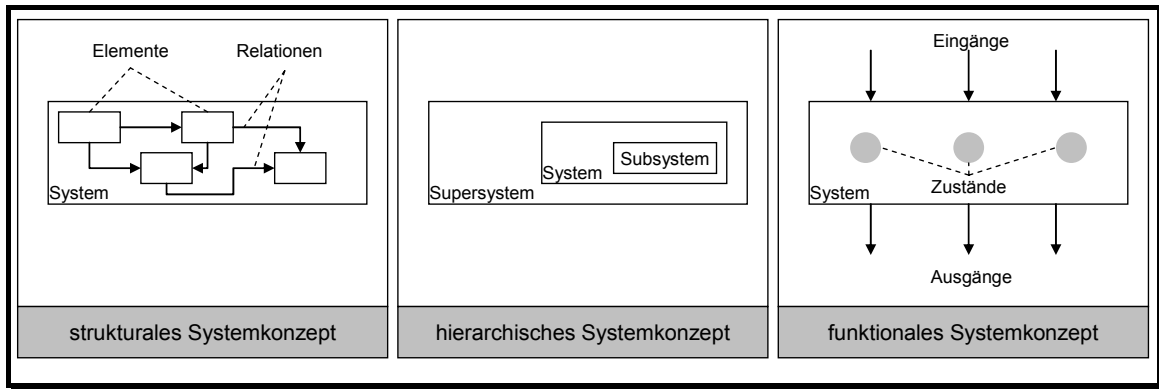 Elemente
Relationen
System
strukturales Systemkonzept
Subsystem
System
Supersystem
hierarchisches Systemkonzept
Eingänge
Zustände
System
Ausgänge
funktionales Systemkonzept